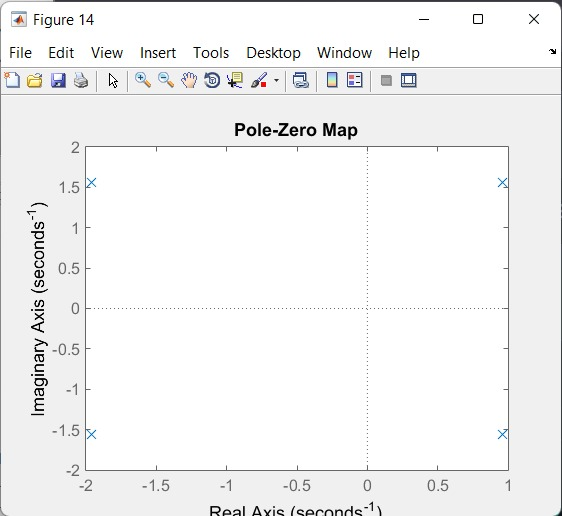 Figure 14
File Edit View Insert Tools Desktop Window Help
Pole-Zero Map
Imaginary Axis (seconds-1)
2
1.5
1
0.5
0
-0.5
-1
-1.5
-2
-2 -1.5 -1 -0.5 0 0.5 1
Real Axis (seconds-1)